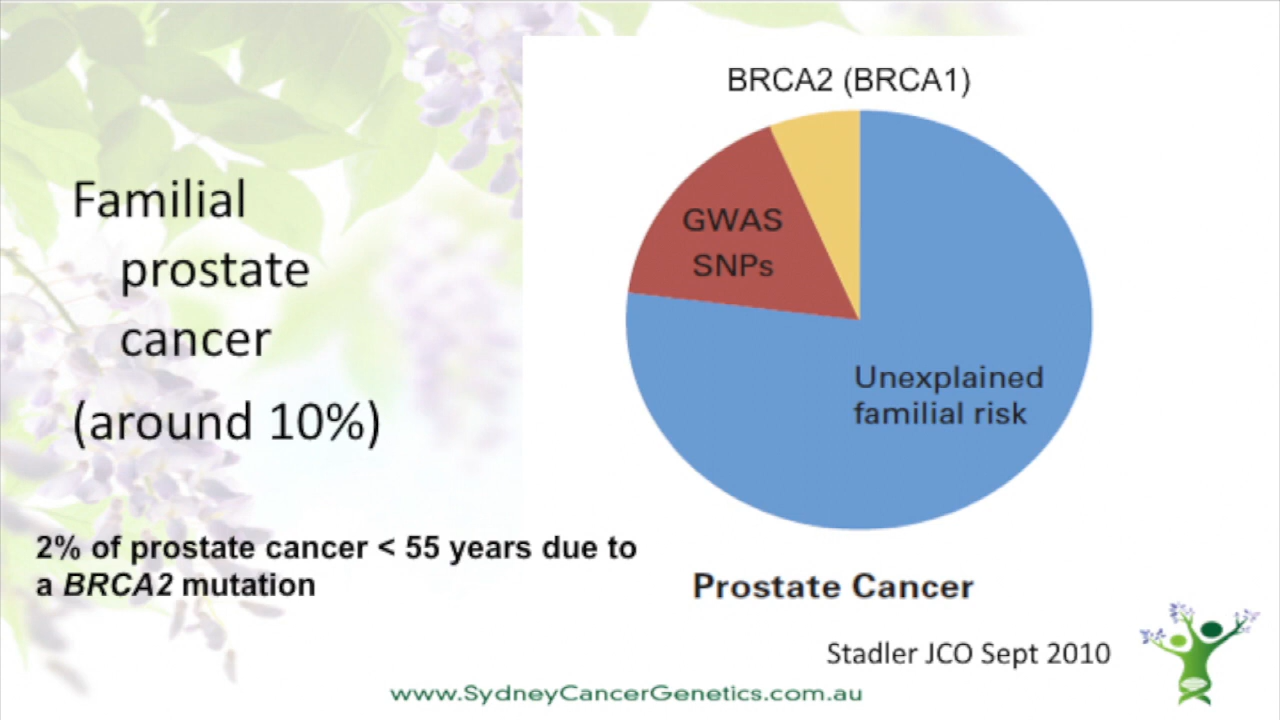 Familial
prostate
cancer
(around 10%)
2% of prostate cancer < 55 years due to
a BRCA2 mutation
BRCA2 (BRCA1)
GWAS
SNPs
Unexplained
familial risk
Prostate Cancer
Stadler JCO Sept 2010
www.SydneyCancerGenetics.com.au